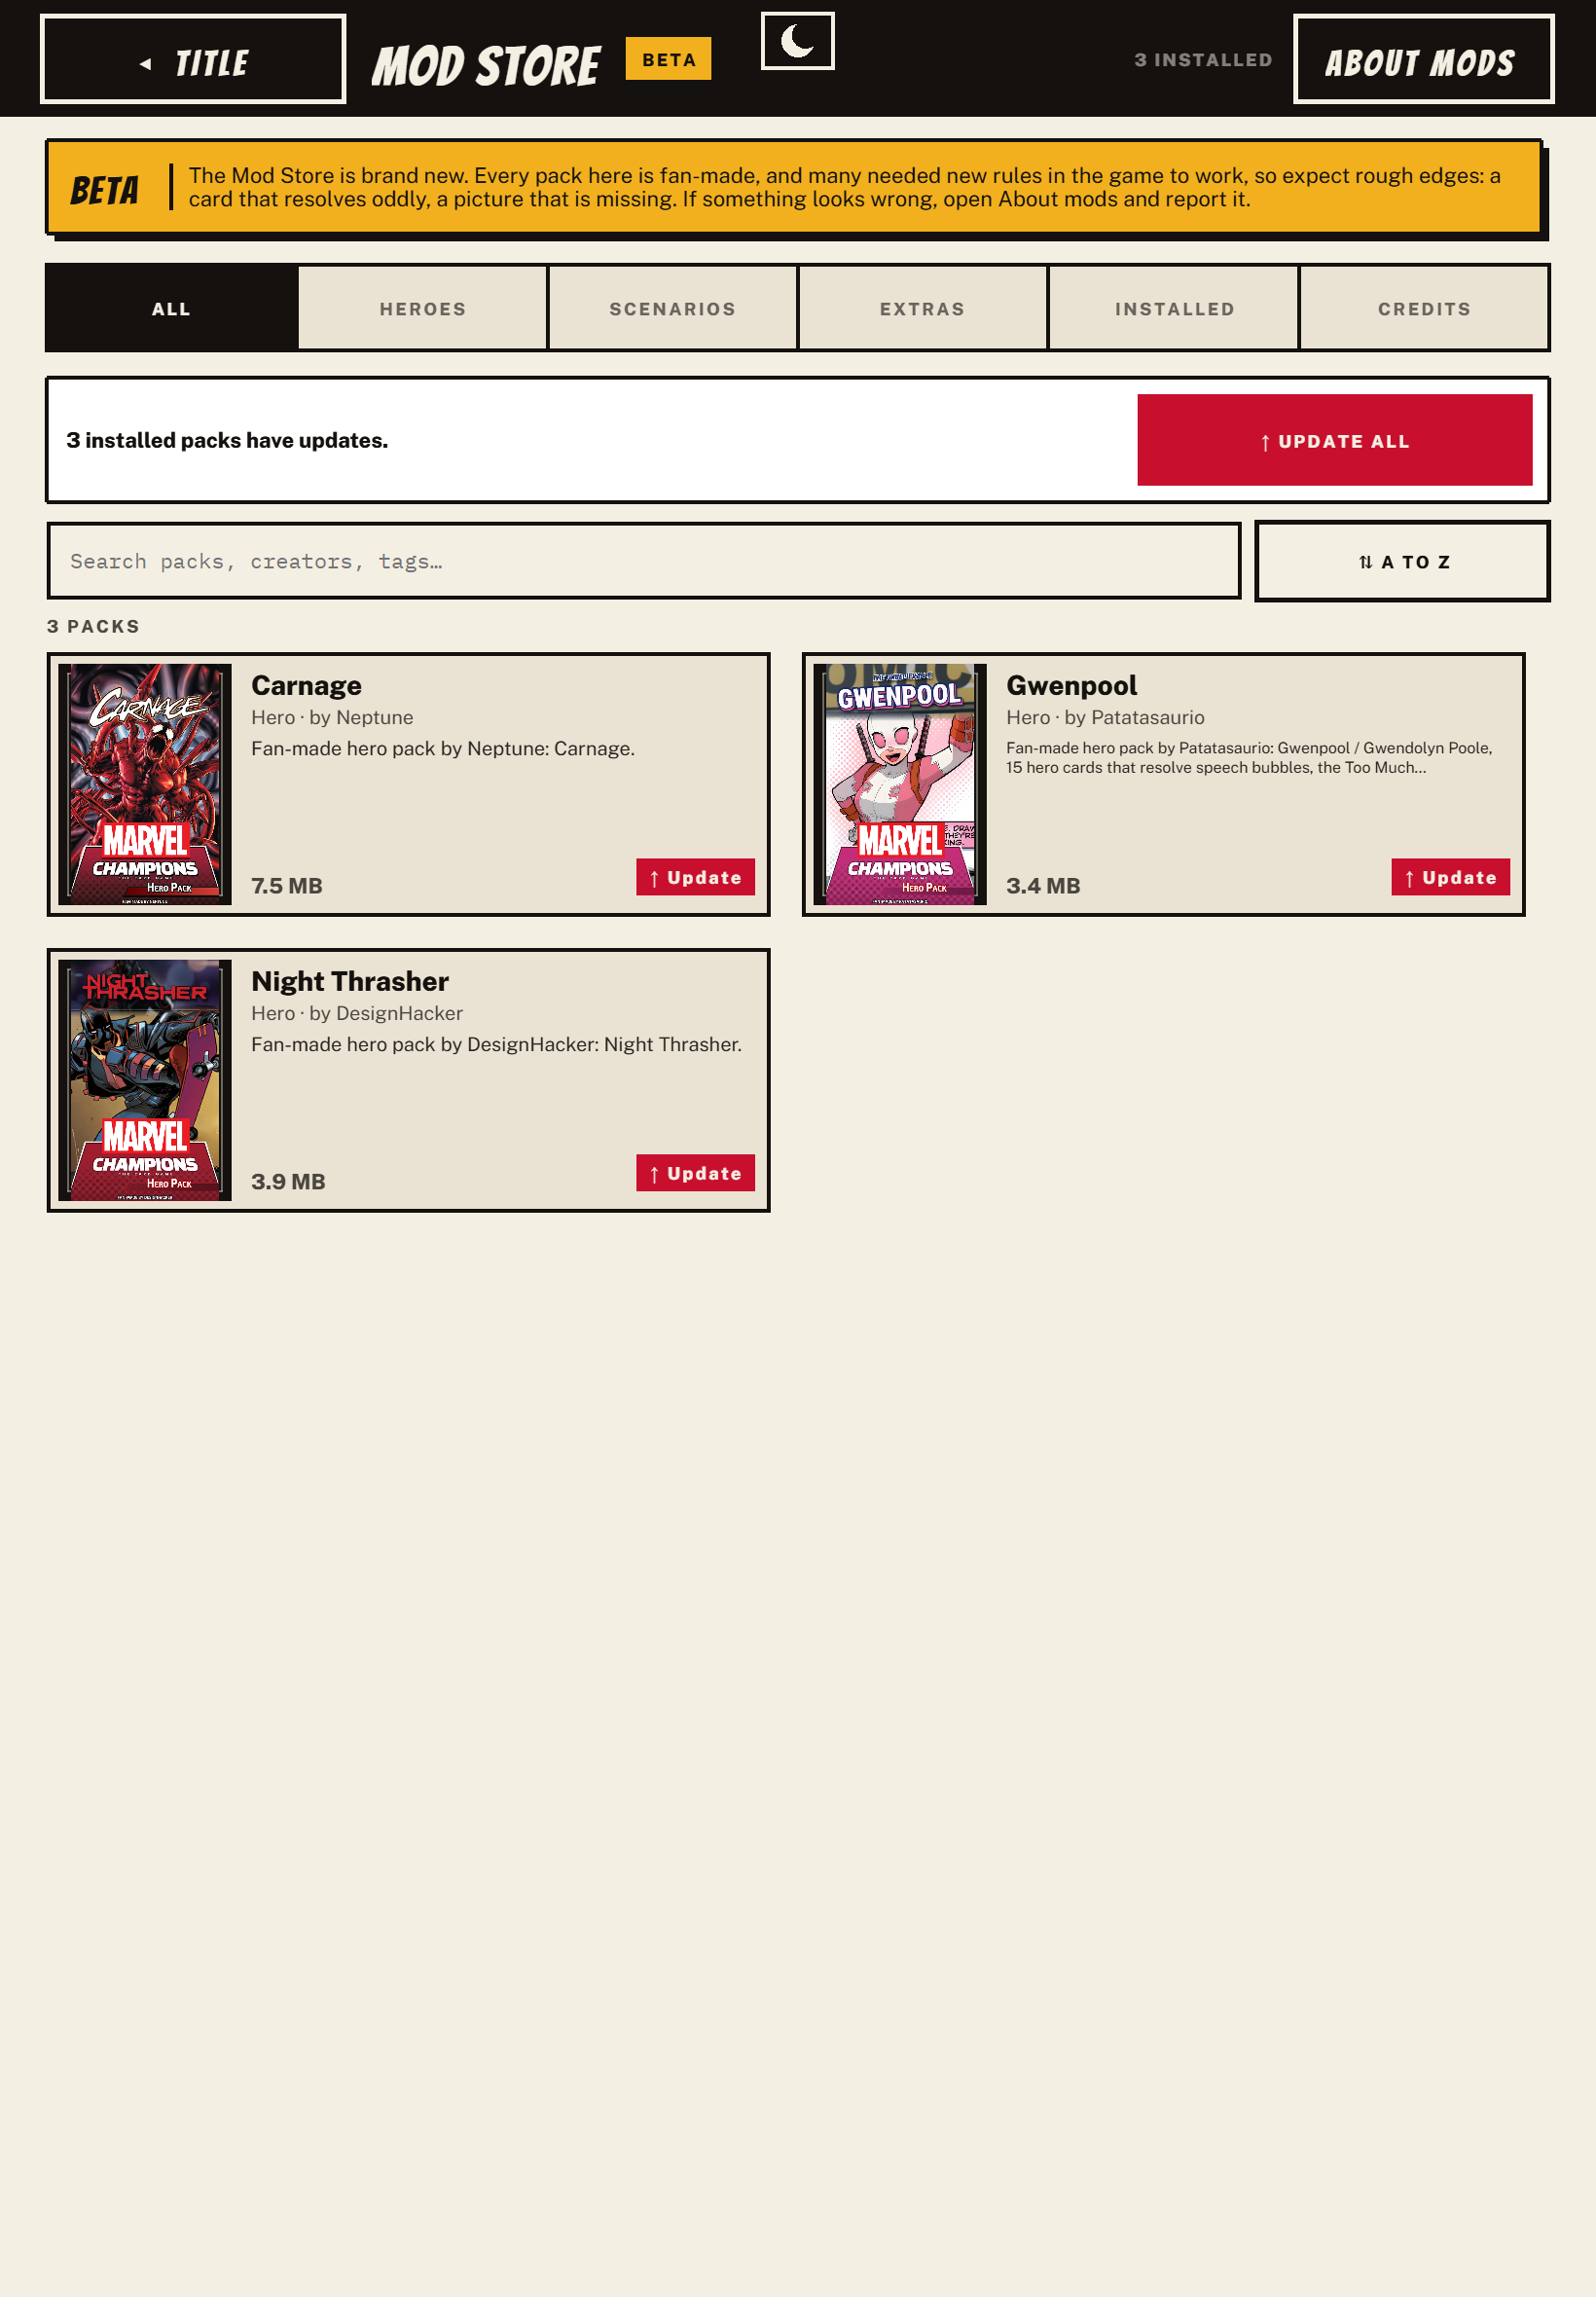 ◂ TITLE
MOD STORE
BETA
3 INSTALLED
ABOUT MODS
BETA
The Mod Store is brand new. Every pack here is fan-made, and many needed new rules in the game to work, so expect rough edges: a
card that resolves oddly, a picture that is missing. If something looks wrong, open About mods and report it.
ALL
HEROES
SCENARIOS
EXTRAS
INSTALLED
CREDITS
3 installed packs have updates.
↑ UPDATE ALL
Search packs, creators, tags…
⇅ A TO Z
3 PACKS
CARNAGE
MARVEL
CHAMPIONS
HERO PACK
Carnage
Hero · by Neptune
Fan-made hero pack by Neptune: Carnage.
7.5 MB
↑ Update
GWENPOOL
MARVEL
CHAMPIONS
HERO PACK
Gwenpool
Hero · by Patatasaurio
Fan-made hero pack by Patatasaurio: Gwenpool / Gwendolyn Poole,
15 hero cards that resolve speech bubbles, the Too Much...
3.4 MB
↑ Update
NIGHT
THRASHER
MARVEL
CHAMPIONS
HERO PACK
Night Thrasher
Hero · by DesignHacker
Fan-made hero pack by DesignHacker: Night Thrasher.
3.9 MB
↑ Update